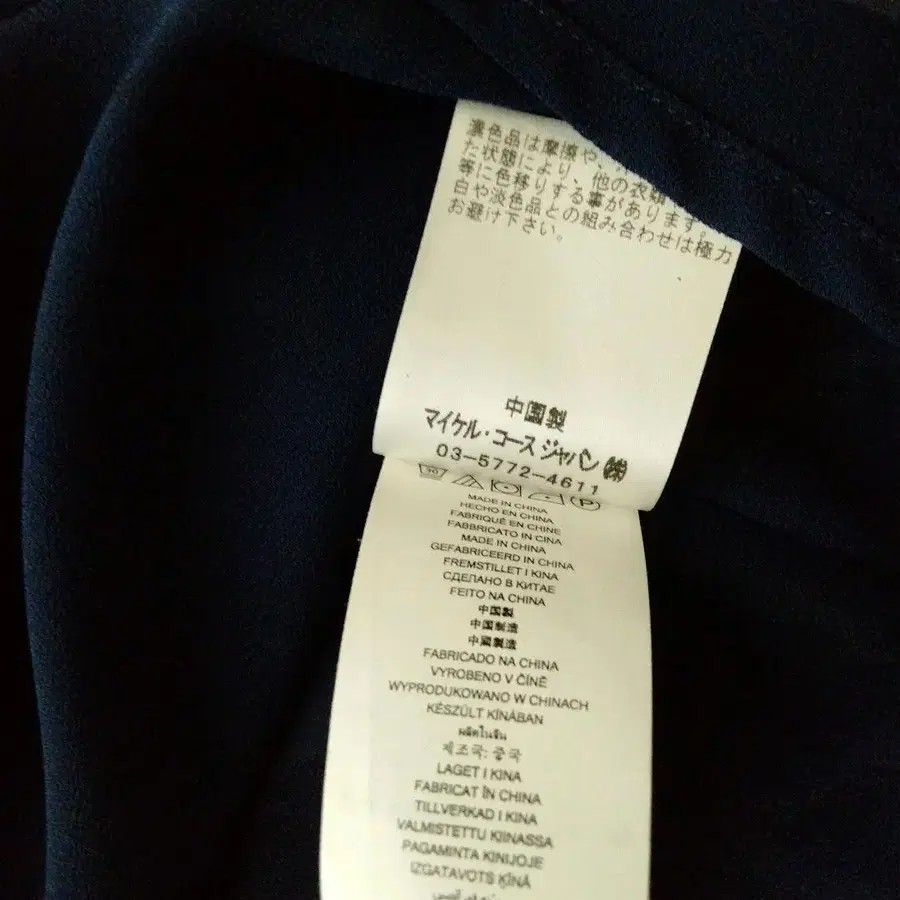 濃色品は摩擦や、
た状態により、他の衣類
等に色移りする事があります。
白や淡色品との組み合わせは極力
お避け下さい。
中国製
マイケル・コース ジャパン ㈱
03-5772-4611
30
P
MADE IN CHINA
HECHO EN CHINA
FABRIQUÉ EN CHINE
FABBRICATO IN CINA
MADE IN CHINA
GEFABRICEERD IN CHINA
FREMSTILLET I KINA
СДЕЛАНО В КИТАЕ
FEITO NA CHINA
中国製
中国制造
中國製造
FABRICADO NA CHINA
VYROBENO V ČÍNĚ
WYPRODUKOWANO W CHINACH
KÉSZÜLT KÍNÁBAN
ผลิตในจีน
제조국: 중국
LAGET I KINA
FABRICAT ÎN CHINA
TILLVERKAD I KINA
VALMISTETTU KIINASSA
PAGAMINTA KINIJOJE
IZGATAVOTS ĶĪNĀ